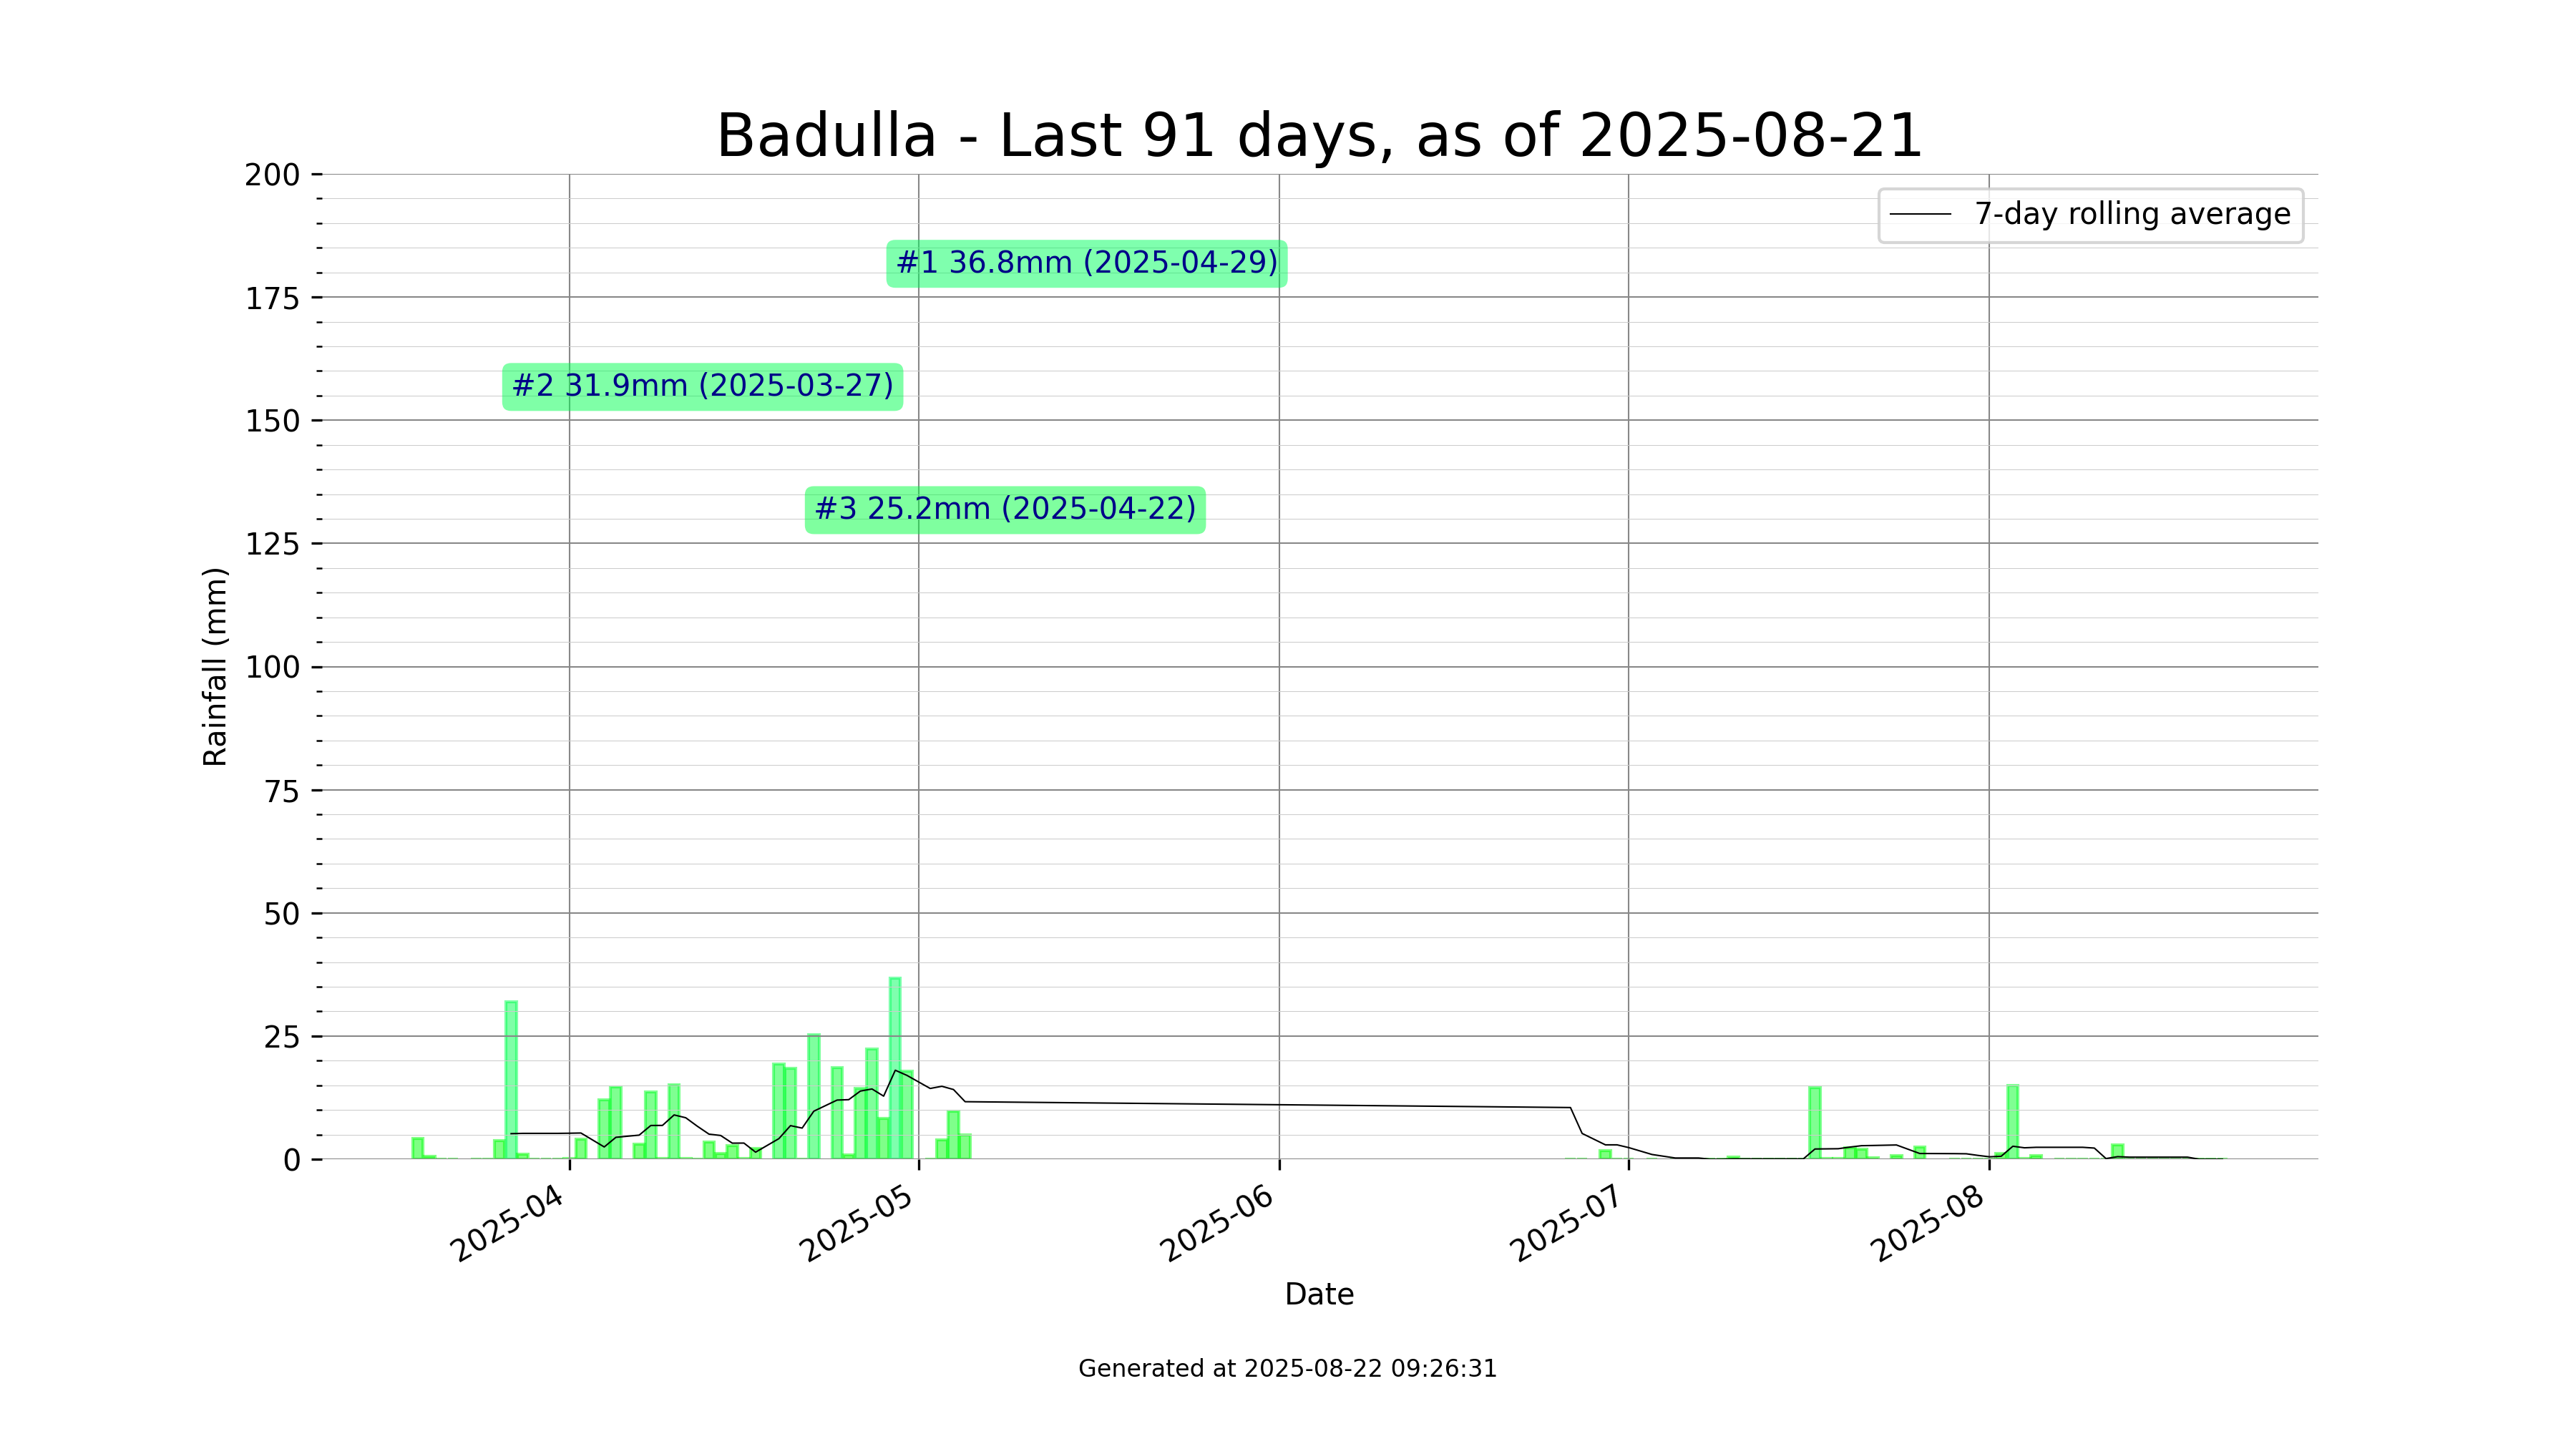 Badulla - Last 91 days, as of 2025-08-21
200
175
150
125
100
75
50
25
0
Rainfall (mm)
7-day rolling average
#1 36.8mm (2025-04-29)
#2 31.9mm (2025-03-27)
#3 25.2mm (2025-04-22)
2025-04
2025-05
2025-06
2025-07
2025-08
Date
Generated at 2025-08-22 09:26:31